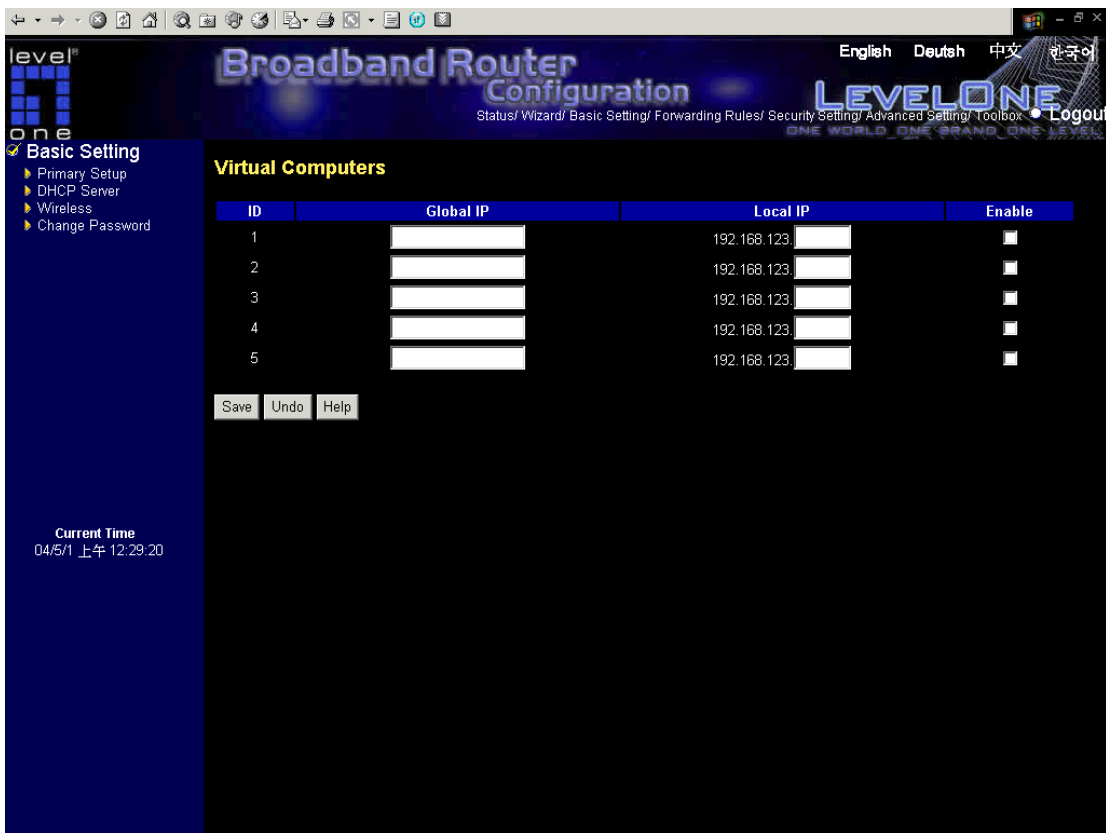 level®
one
Broadband Router
Configuration
English Deutsh 中文 한국어
LEVELONE
Status/ Wizard/ Basic Setting/ Forwarding Rules/ Security Setting/ Advanced Setting/ Toolbox Logout
ONE WORLD_ONE BRAND_ONE LEVEL
Basic Setting
Primary Setup
DHCP Server
Wireless
Change Password
Virtual Computers
ID Global IP Local IP Enable
1 192.168.123.
2 192.168.123.
3 192.168.123.
4 192.168.123.
5 192.168.123.
Save Undo Help
Current Time
04/5/1 上午 12:29:20